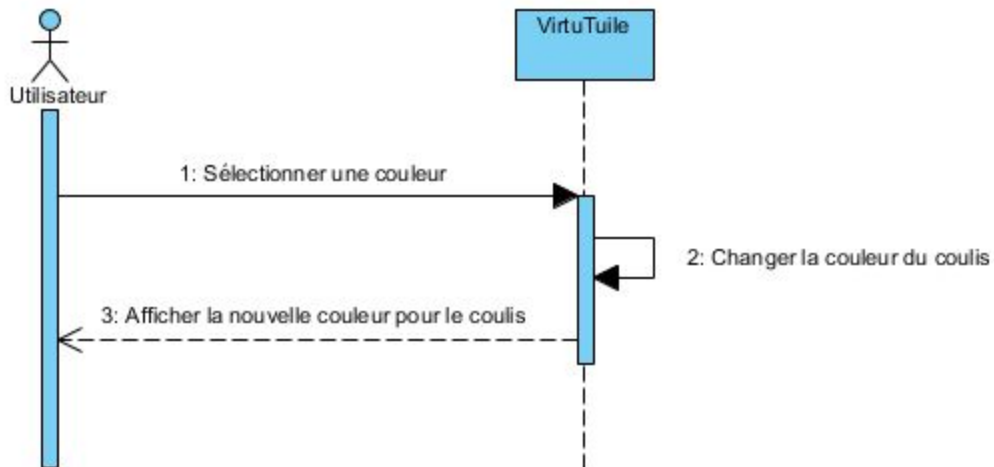 VirtuTuile
Utilisateur
1: Sélectionner une couleur
2: Changer la couleur du coulis
3: Afficher la nouvelle couleur pour le coulis